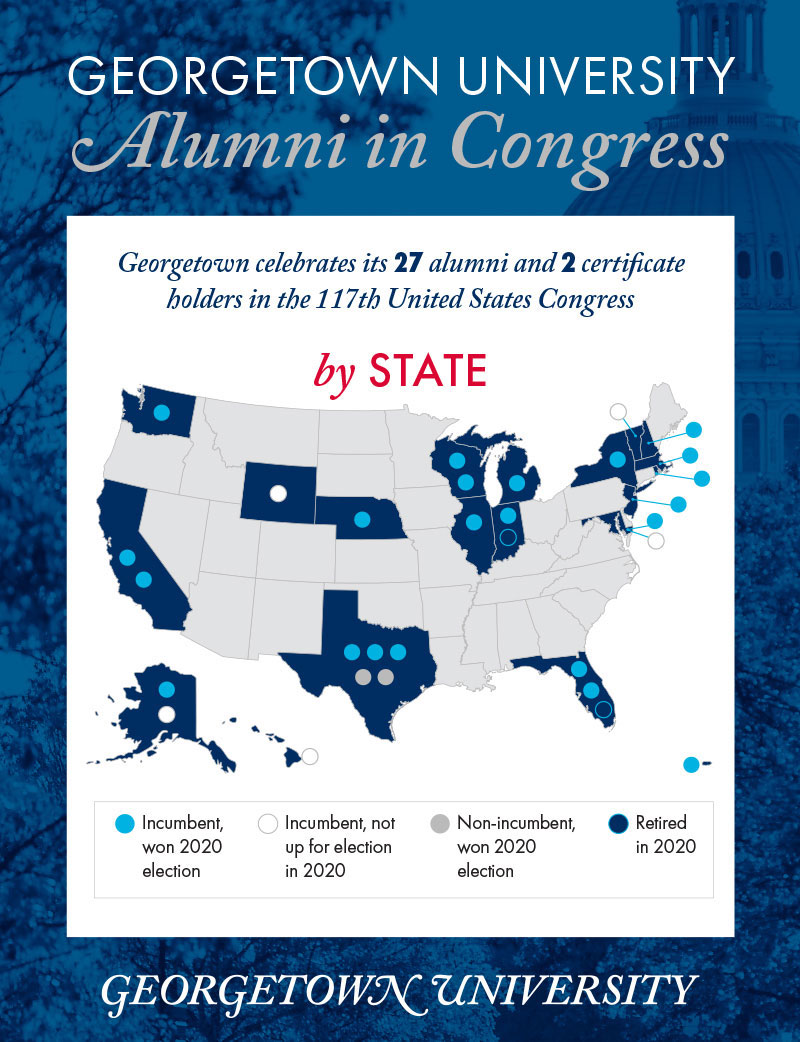 GEORGETOWN UNIVERSITY
Alumni in Congress
Georgetown celebrates its 27 alumni and 2 certificate
holders in the 117th United States Congress
by STATE
Incumbent,
won 2020
election
Incumbent, not
up for election
in 2020
Non-incumbent,
won 2020
election
Retired
in 2020
GEORGETOWN UNIVERSITY